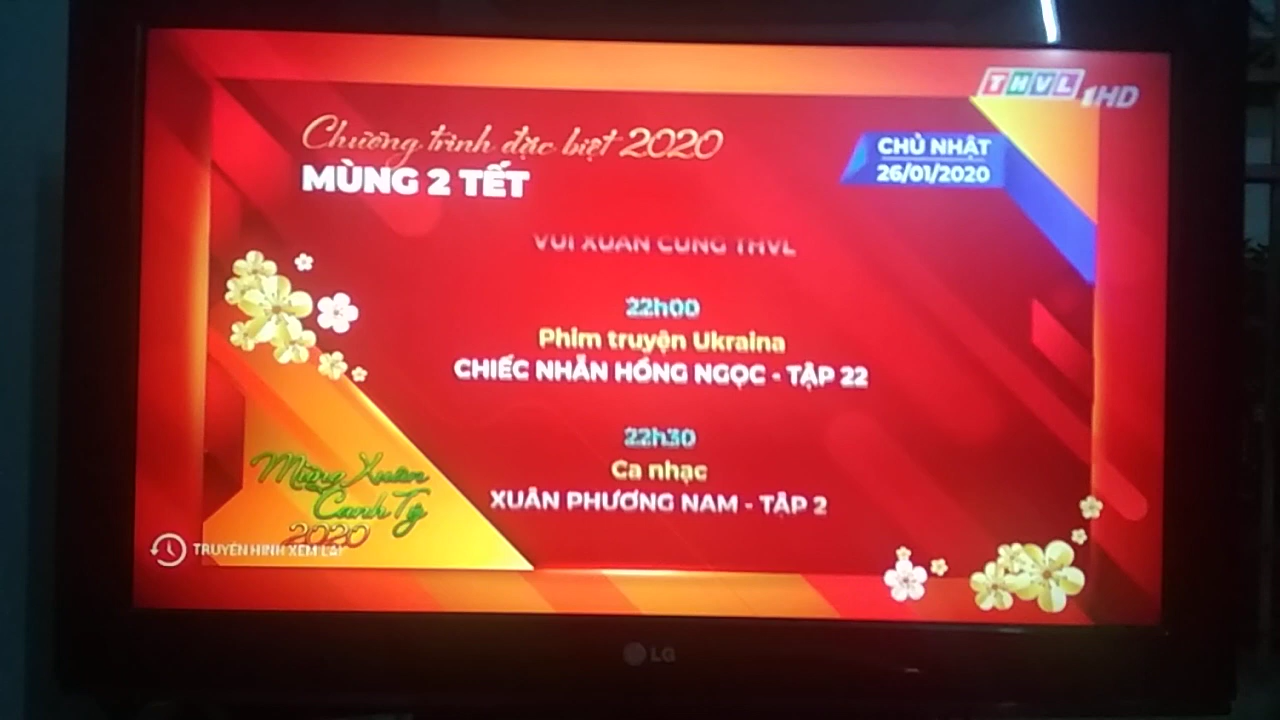 THVL 1HD
Chương trình đặc biệt 2020
MÙNG 2 TẾT
CHỦ NHẬT
26/01/2020
VUI XUÂN CÙNG THVL
22h00
Phim truyện Ukraina
CHIẾC NHẪN HỒNG NGỌC - TẬP 22
22h30
Ca nhạc
XUÂN PHƯƠNG NAM - TẬP 2
Mừng Xuân
Canh Tý
2020
TRUYỀN HÌNH XEM LẠI
LG